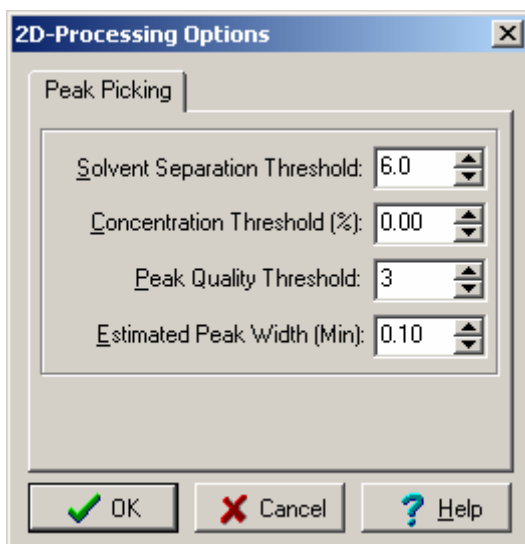 2D-Processing Options
Peak Picking
Solvent Separation Threshold: 6.0
Concentration Threshold (%): 0.00
Peak Quality Threshold: 3
Estimated Peak Width (Min): 0.10
OK Cancel Help